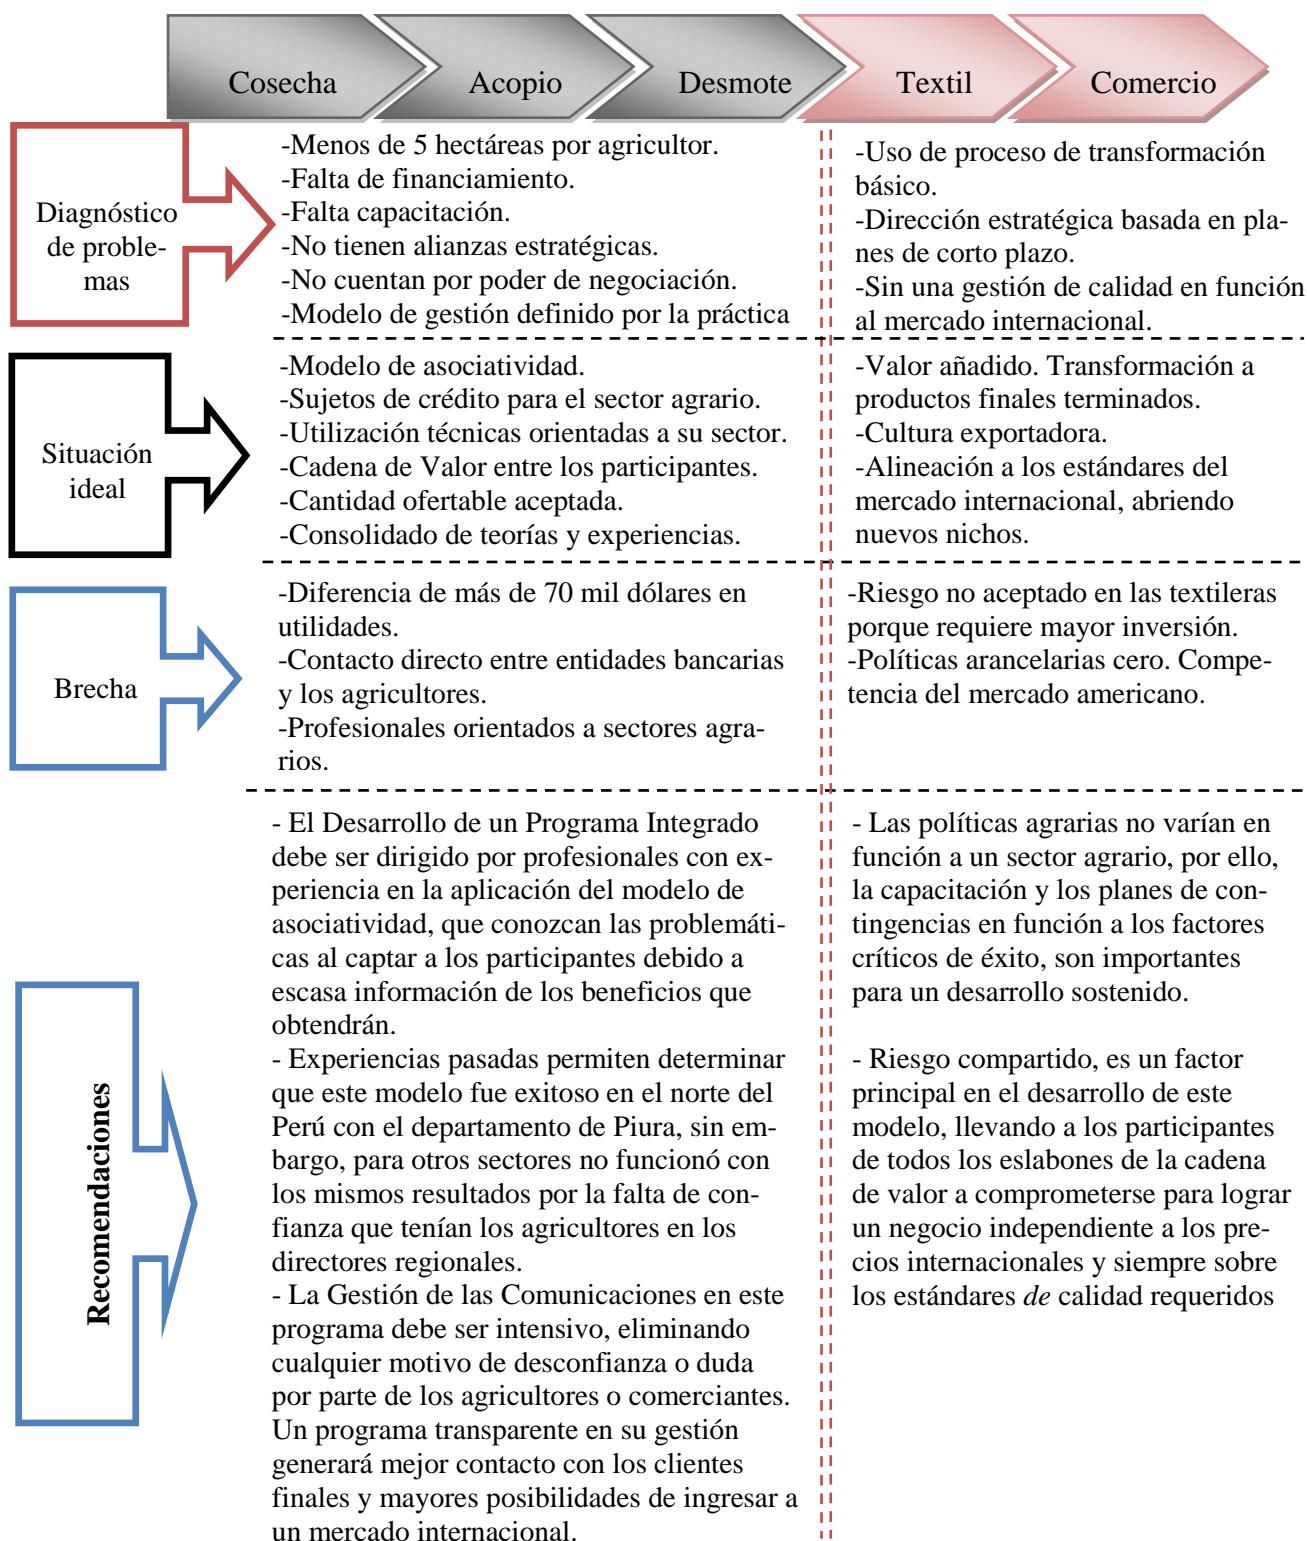 Cosecha
Acopio
Desmote
Textil
Comercio
Diagnóstico
de proble-
mas
-Menos de 5 hectáreas por agricultor.
-Falta de financiamiento.
-Falta capacitación.
-No tienen alianzas estratégicas.
-No cuentan por poder de negociación.
-Modelo de gestión definido por la práctica
-Uso de proceso de transformación
básico.
-Dirección estratégica basada en pla-
nes de corto plazo.
-Sin una gestión de calidad en función
al mercado internacional.
Situación
ideal
-Modelo de asociatividad.
-Sujetos de crédito para el sector agrario.
-Utilización técnicas orientadas a su sector.
-Cadena de Valor entre los participantes.
-Cantidad ofertable aceptada.
-Consolidado de teorías y experiencias.
-Valor añadido. Transformación a
productos finales terminados.
-Cultura exportadora.
-Alineación a los estándares del
mercado internacional, abriendo
nuevos nichos.
Brecha
-Diferencia de más de 70 mil dólares en
utilidades.
-Contacto directo entre entidades bancarias
y los agricultores.
-Profesionales orientados a sectores agra-
rios.
-Riesgo no aceptado en las textileras
porque requiere mayor inversión.
-Políticas arancelarias cero. Compe-
tencia del mercado americano.
Recomendaciones
- El Desarrollo de un Programa Integrado
debe ser dirigido por profesionales con ex-
periencia en la aplicación del modelo de
asociatividad, que conozcan las problemáti-
cas al captar a los participantes debido a
escasa información de los beneficios que
obtendrán.
- Experiencias pasadas permiten determinar
que este modelo fue exitoso en el norte del
Perú con el departamento de Piura, sin em-
bargo, para otros sectores no funcionó con
los mismos resultados por la falta de con-
fianza que tenían los agricultores en los
directores regionales.
- La Gestión de las Comunicaciones en este
programa debe ser intensivo, eliminando
cualquier motivo de desconfianza o duda
por parte de los agricultores o comerciantes.
Un programa transparente en su gestión
generará mejor contacto con los clientes
finales y mayores posibilidades de ingresar a
un mercado internacional.
- Las políticas agrarias no varían en
función a un sector agrario, por ello,
la capacitación y los planes de con-
tingencias en función a los factores
críticos de éxito, son importantes
para un desarrollo sostenido.
- Riesgo compartido, es un factor
principal en el desarrollo de este
modelo, llevando a los participantes
de todos los eslabones de la cadena
de valor a comprometerse para lograr
un negocio independiente a los pre-
cios internacionales y siempre sobre
los estándares de calidad requeridos